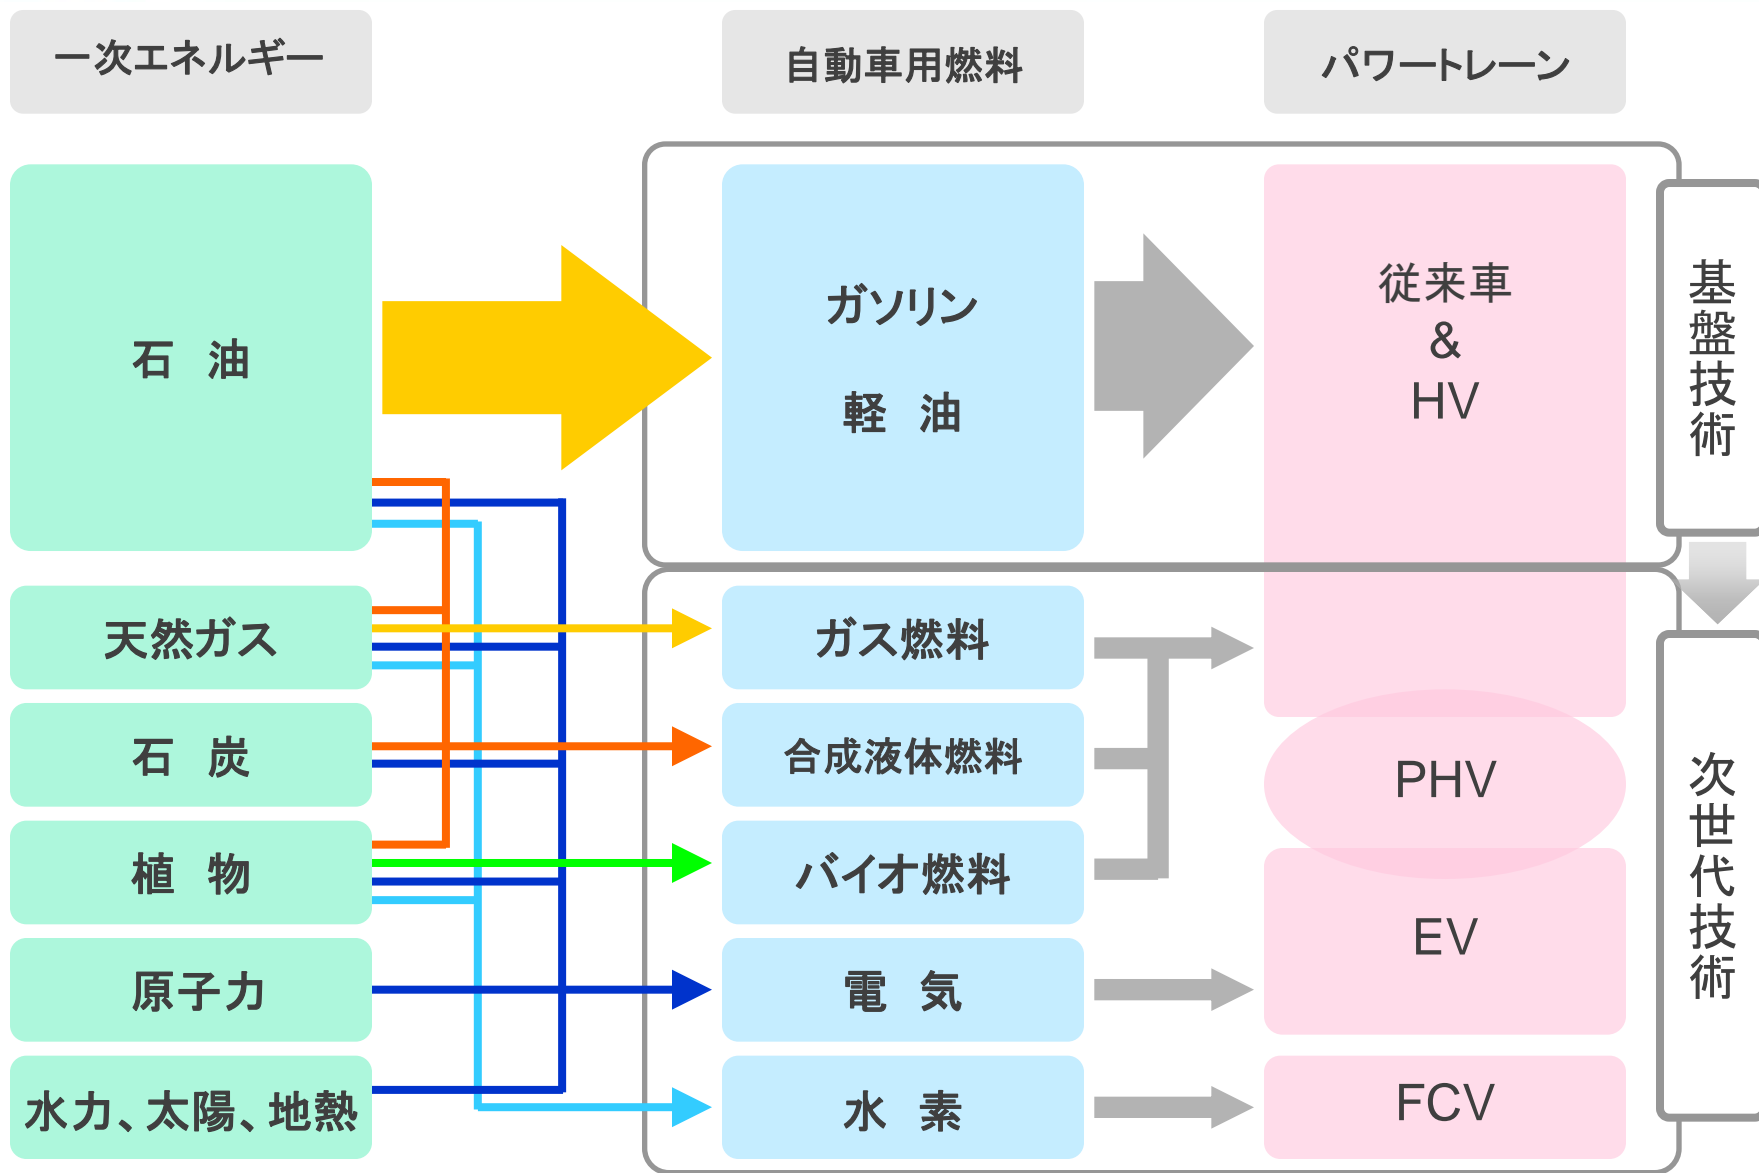 一次エネルギー
自動車用燃料
パワートレーン
石 油
ガソリン
軽 油
従来車
&
HV
基盤技術
天然ガス
ガス燃料
石 炭
合成液体燃料
PHV
植 物
バイオ燃料
EV
次世代技術
原子力
電 気
水力、太陽、地熱
水 素
FCV